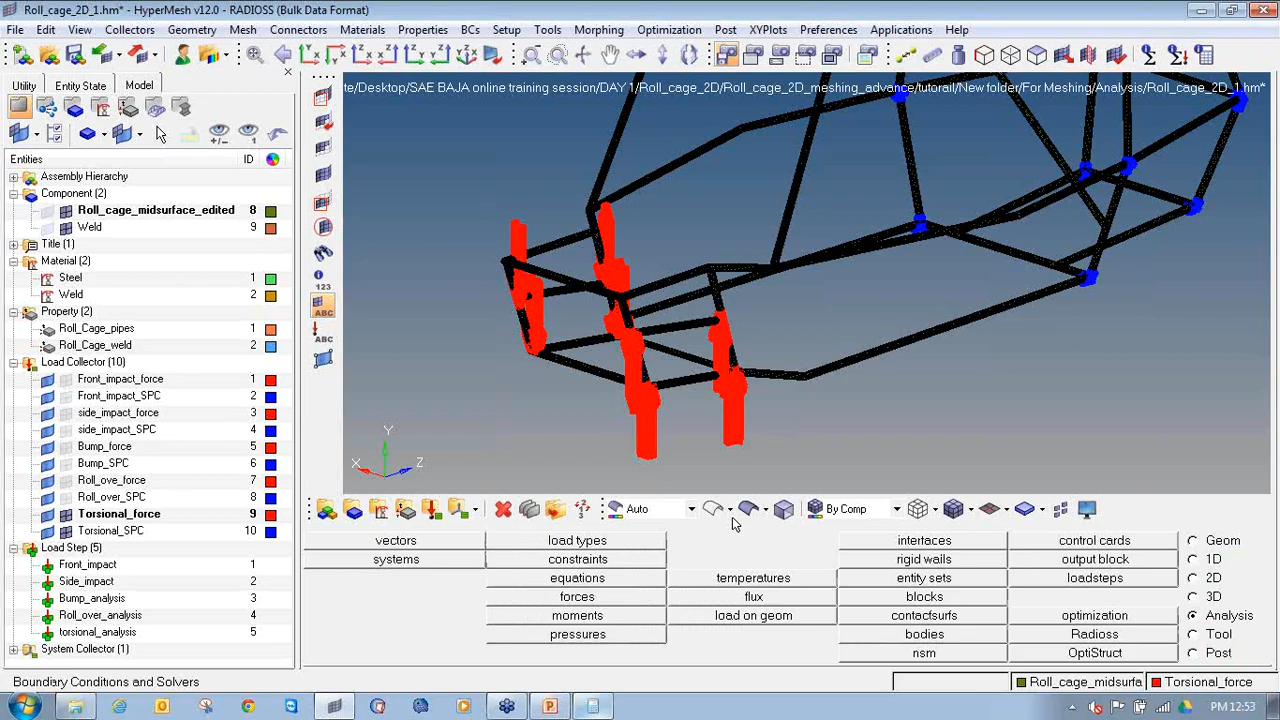 Roll_cage_2D_1.hm* - HyperMesh v12.0 - RADIOSS (Bulk Data Format)
File Edit View Collectors Geometry Mesh Connectors Materials Properties BCs Setup Tools Morphing Optimization Post XYPlots Preferences Applications Help
Utility Entity State Model
te/Desktop/SAE BAJA online training session/DAY 1/Roll_cage_2D/Roll_cage_2D_meshing_advance/tutorail/New folder/For Meshing/Analysis/Roll_cage_2D_1.hm*
Entities ID
Assembly Hierarchy
Component (2)
Roll_cage_midsurface_edited 8
Weld 9
Title (1)
Material (2)
Steel 1
Weld 2
Property (2)
Roll_Cage_pipes 1
Roll_Cage_weld 2
Load Collector (10)
Front_impact_force 1
Front_impact_SPC 2
side_impact_force 3
side_impact_SPC 4
Bump_force 5
Bump_SPC 6
Roll_ove_force 7
Roll_over_SPC 8
Torsional_force 9
Torsional_SPC 10
Load Step (5)
Front_impact 1
Side_impact 2
Bump_analysis 3
Roll_over_analysis 4
torsional_analysis 5
System Collector (1)
123
ABC
ABC
Y
X Z
Auto By Comp
vectors load types interfaces control cards Geom
systems constraints rigid walls output block 1D
equations temperatures entity sets loadsteps 2D
forces flux blocks 3D
moments load on geom contactsurfs optimization Analysis
pressures bodies Radioss Tool
nsm OptiStruct Post
Boundary Conditions and Solvers Roll_cage_midsurfa Torsional_force
PM 12:53